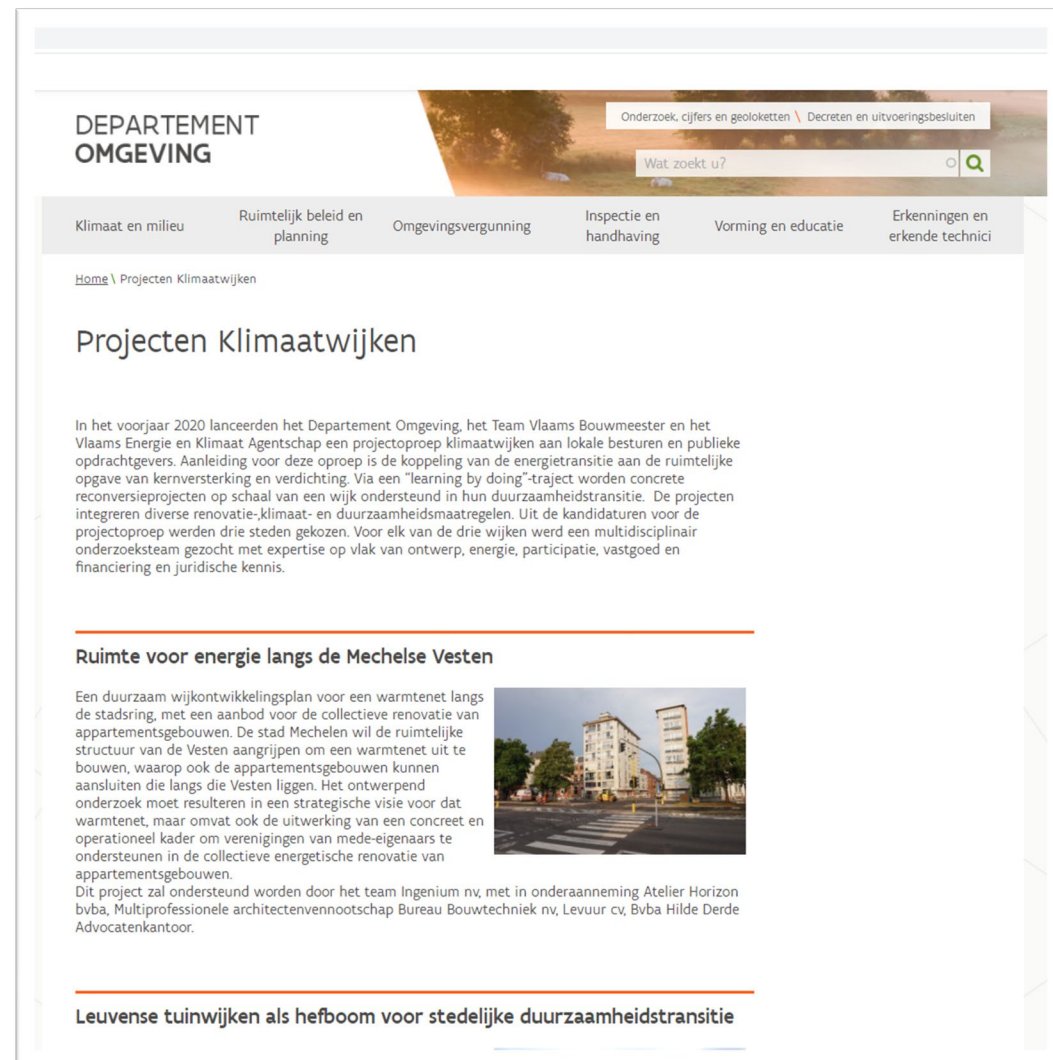 DEPARTEMENT
OMGEVING
Onderzoek, cijfers en geoloketten \ Decreten en uitvoeringsbesluiten
Wat zoekt u?
Klimaat en milieu
Ruimtelijk beleid en
planning
Omgevingsvergunning
Inspectie en
handhaving
Vorming en educatie
Erkenningen en
erkende technici
Home \ Projecten Klimaatwijken
Projecten Klimaatwijken
In het voorjaar 2020 lanceerden het Departement Omgeving, het Team Vlaams Bouwmeester en het
Vlaams Energie en Klimaat Agentschap een projectoproep klimaatwijken aan lokale besturen en publieke
opdrachtgevers. Aanleiding voor deze oproep is de koppeling van de energietransitie aan de ruimtelijke
opgave van kernversterking en verdichting. Via een "learning by doing"-traject worden concrete
reconversieprojecten op schaal van een wijk ondersteund in hun duurzaamheidstransitie. De projecten
integreren diverse renovatie-,klimaat- en duurzaamheidsmaatregelen. Uit de kandidaturen voor de
projectoproep werden drie steden gekozen. Voor elk van de drie wijken werd een multidisciplinair
onderzoeksteam gezocht met expertise op vlak van ontwerp, energie, participatie, vastgoed en
financiering en juridische kennis.
Ruimte voor energie langs de Mechelse Vesten
Een duurzaam wijkontwikkelingsplan voor een warmtenet langs
de stadsring, met een aanbod voor de collectieve renovatie van
appartementsgebouwen. De stad Mechelen wil de ruimtelijke
structuur van de Vesten aangrijpen om een warmtenet uit te
bouwen, waarop ook de appartementsgebouwen kunnen
aansluiten die langs die Vesten liggen. Het ontwerpend
onderzoek moet resulteren in een strategische visie voor dat
warmtenet, maar omvat ook de uitwerking van een concreet en
operationeel kader om verenigingen van mede-eigenaars te
ondersteunen in de collectieve energetische renovatie van
appartementsgebouwen.
Dit project zal ondersteund worden door het team Ingenium nv, met in onderaanneming Atelier Horizon
bvba, Multiprofessionele architectenvennootschap Bureau Bouwtechniek nv, Levuur cv, Bvba Hilde Derde
Advocatenkantoor.
Leuvense tuinwijken als hefboom voor stedelijke duurzaamheidstransitie